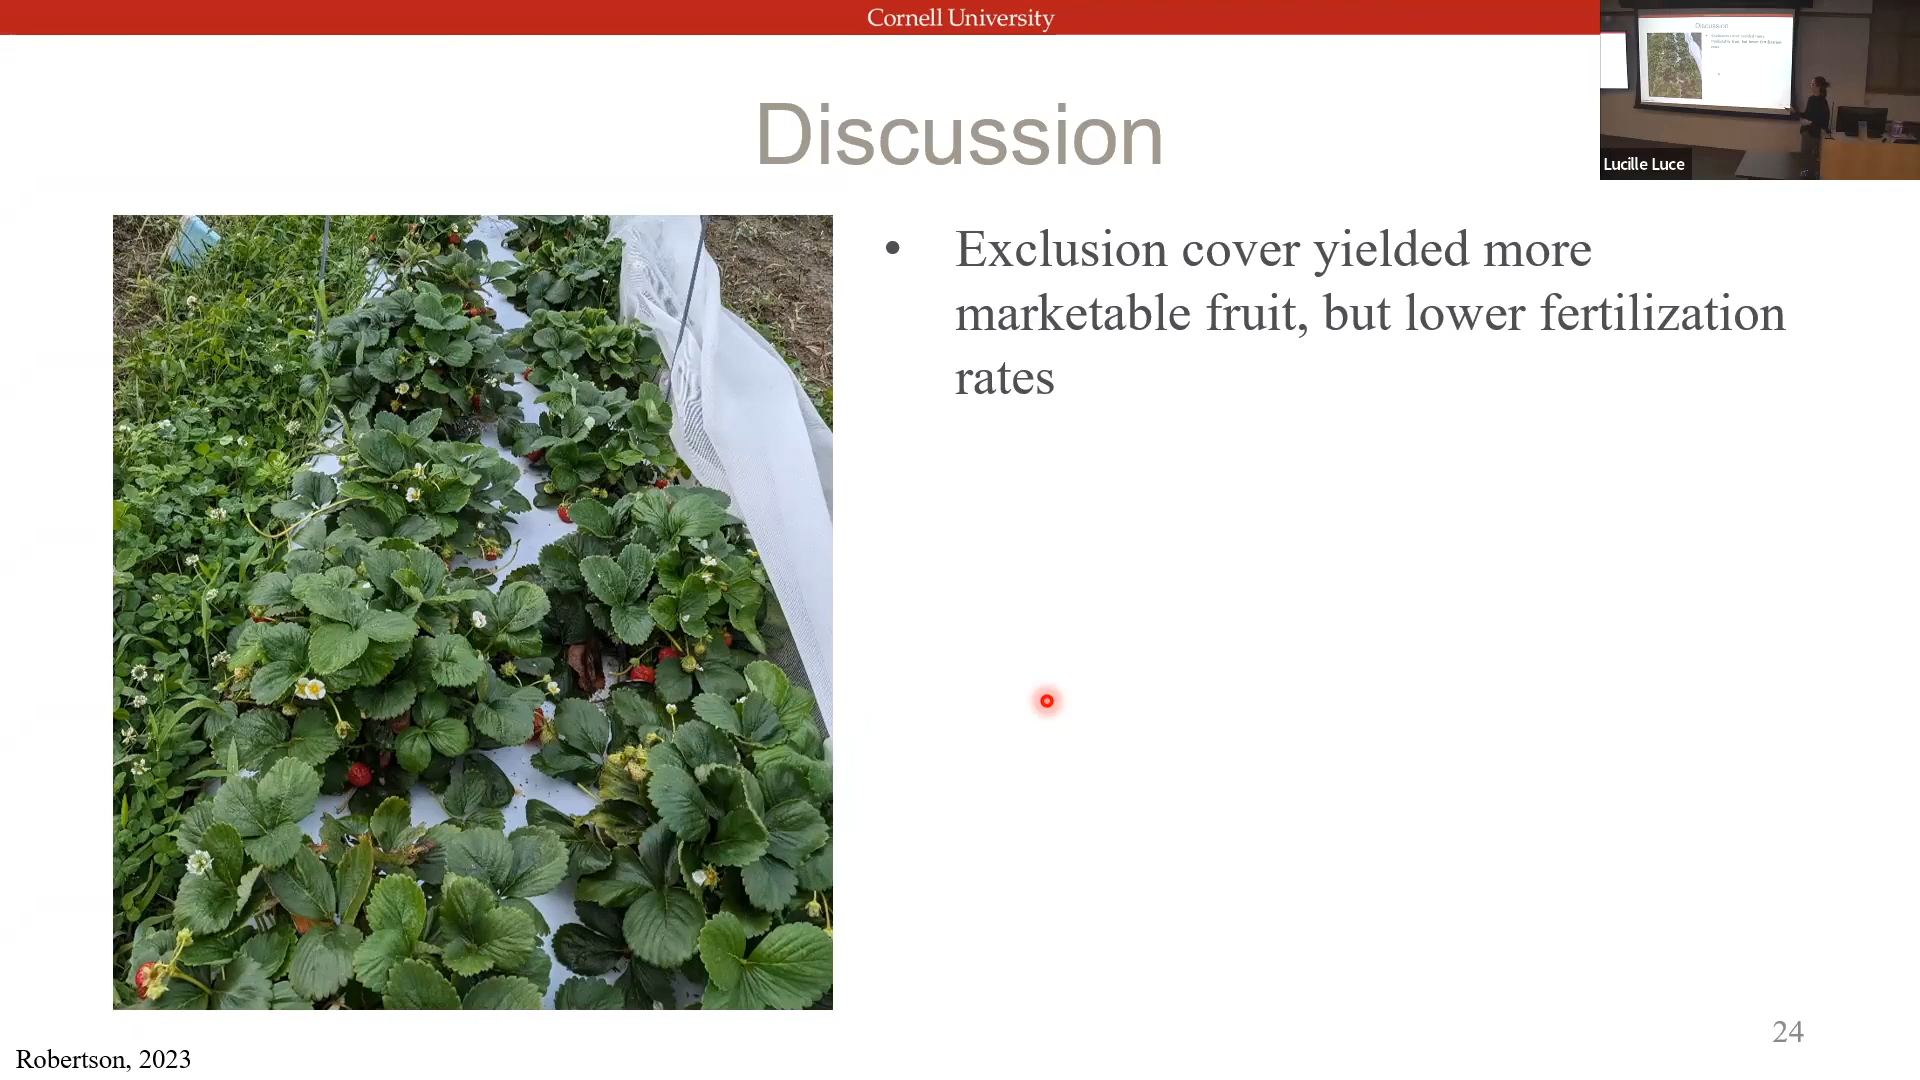 Cornell University
Discussion
Lucille Luce
• Exclusion cover yielded more
marketable fruit, but lower fertilization
rates
24
Robertson, 2023